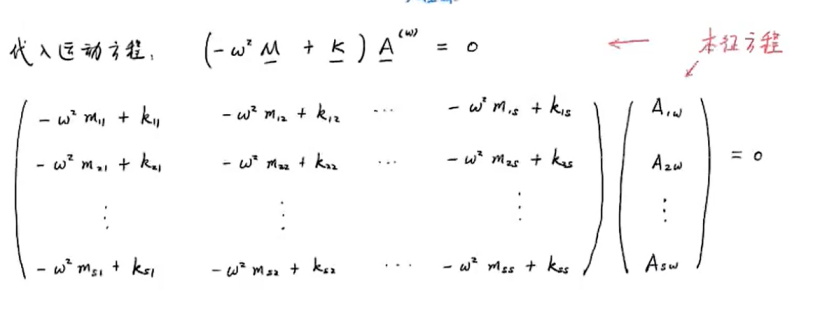 代入运动方程: (-ω² M + K) A^(ω) = 0 ← 本征方程
-ω² m₁₁ + k₁₁ -ω² m₁₂ + k₁₂ ⋯ -ω² m₁ₛ + k₁ₛ A₁ω
-ω² m₂₁ + k₂₁ -ω² m₂₂ + k₂₂ ⋯ -ω² m₂ₛ + k₂ₛ A₂ω = 0
⋮ ⋮ ⋮ ⋮
-ω² mₛ₁ + kₛ₁ -ω² mₛ₂ + kₛ₂ ⋯ -ω² mₛₛ + kₛₛ Aₛω